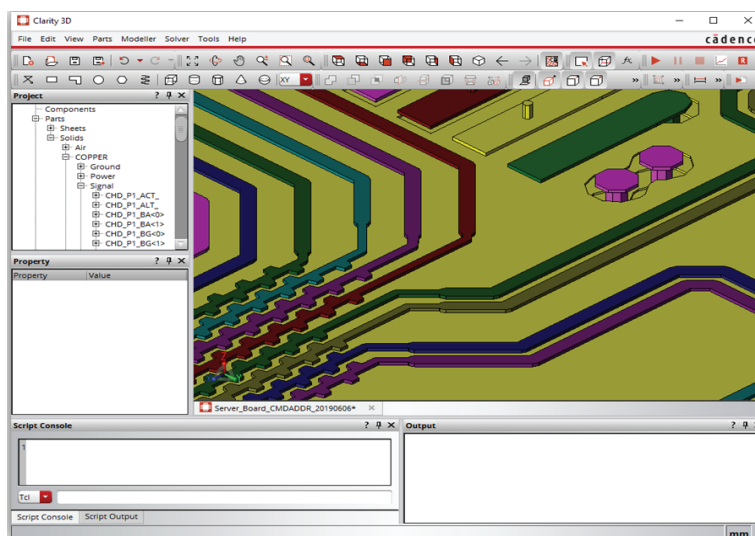 Clarity 3D
File Edit View Parts Modeller Solver Tools Help
cādence
XY
Project ?
Components
Parts
Sheets
Solids
Air
COPPER
Ground
Power
Signal
CHD_P1_ACT_
CHD_P1_ALT_
CHD_P1_BA<0>
CHD_P1_BA<1>
CHD_P1_BG<0>
CHD_P1_BG<1>
Property ?
Property Value
Server_Board_CMDADDR_20190606*
Script Console ?
1
Tcl
Script Console Script Output
Output ?
mm